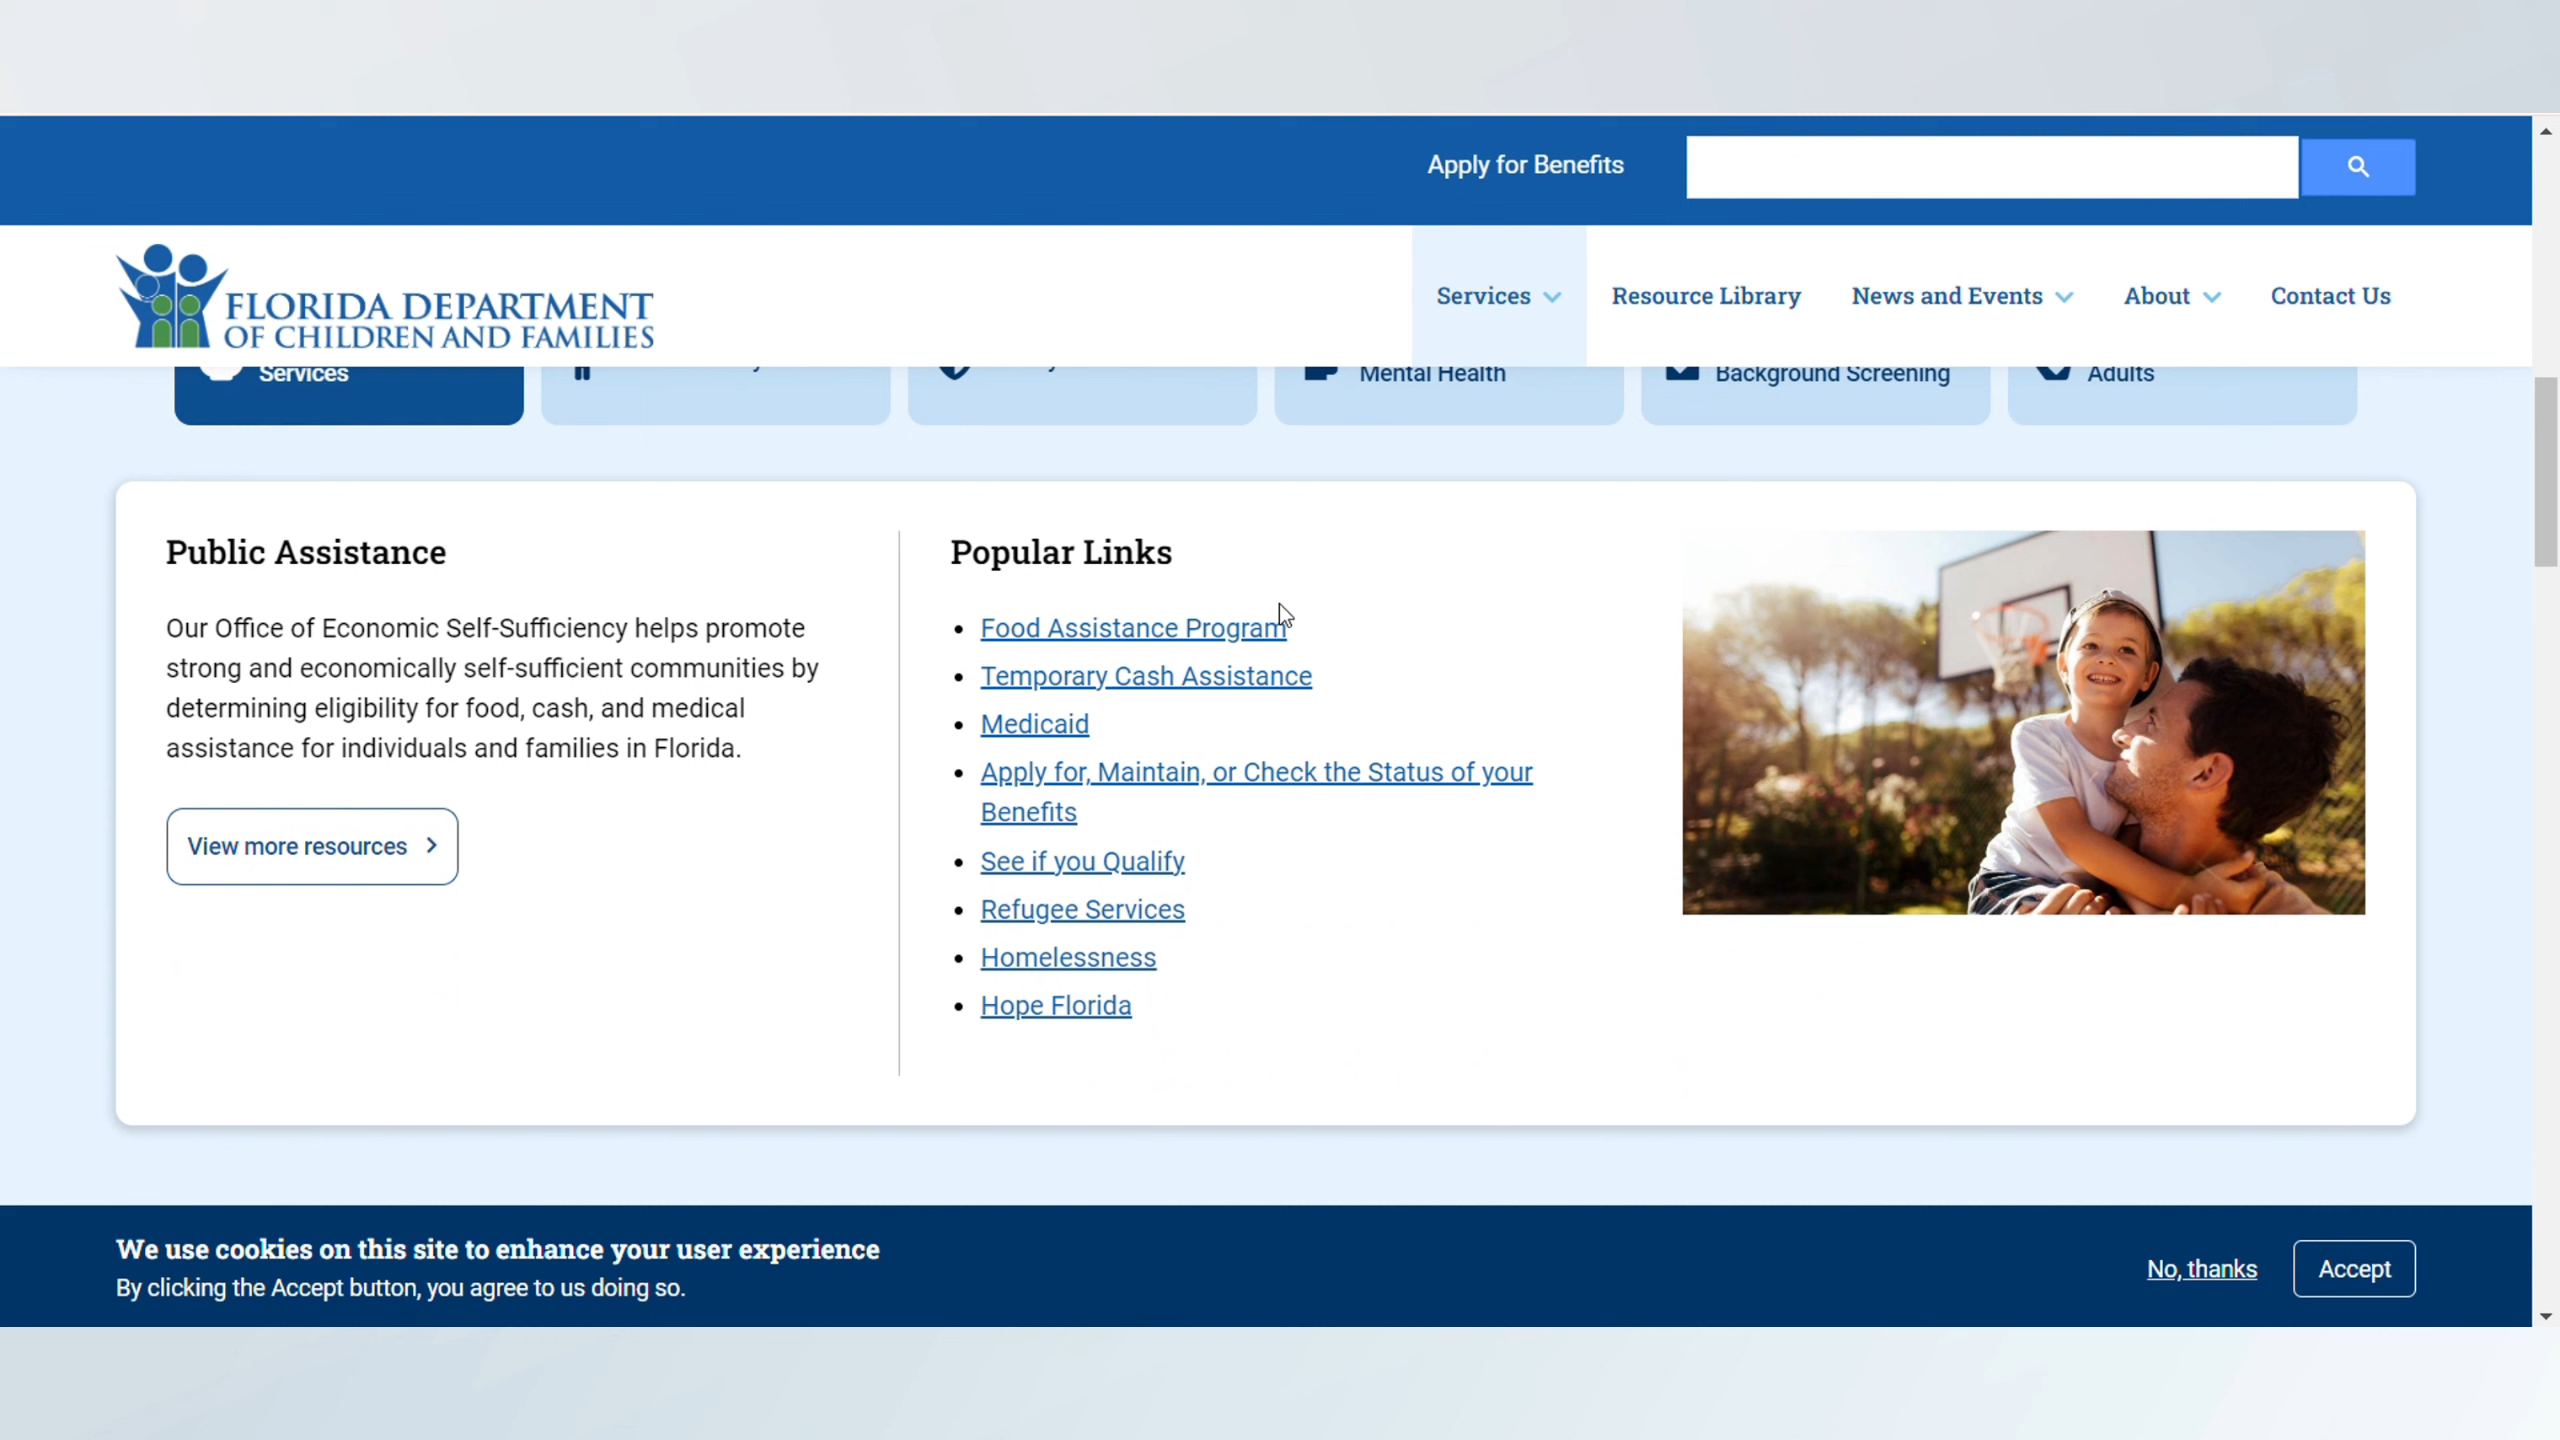 Apply for Benefits
FLORIDA DEPARTMENT
OF CHILDREN AND FAMILIES
Services
Resource Library
News and Events
About
Contact Us
Services
Mental Health
Background Screening
Adults
Public Assistance
Our Office of Economic Self-Sufficiency helps promote
strong and economically self-sufficient communities by
determining eligibility for food, cash, and medical
assistance for individuals and families in Florida.
View more resources
Popular Links
Food Assistance Program
Temporary Cash Assistance
Medicaid
Apply for, Maintain, or Check the Status of your
Benefits
See if you Qualify
Refugee Services
Homelessness
Hope Florida
We use cookies on this site to enhance your user experience
By clicking the Accept button, you agree to us doing so.
No, thanks
Accept